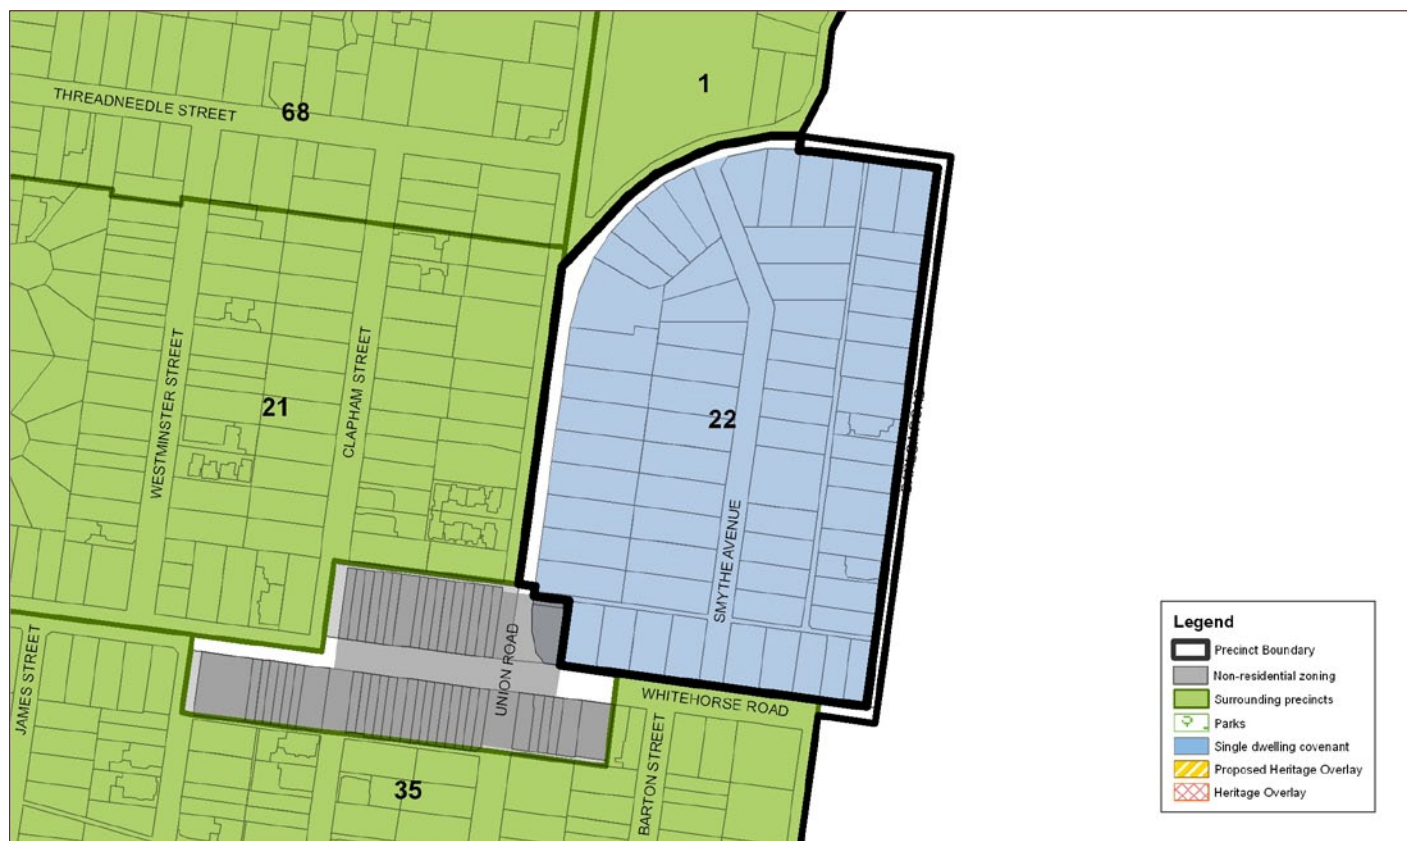 1
68
THREADNEEDLE STREET
22
21
WESTMINSTER STREET
CLAPHAM STREET
SMYTHE AVENUE
UNION ROAD
JAMES STREET
WHITEHORSE ROAD
BARTON STREET
35
Legend
Precinct Boundary
Non-residential zoning
Surrounding precincts
Parks
Single dwelling covenant
Proposed Heritage Overlay
Heritage Overlay